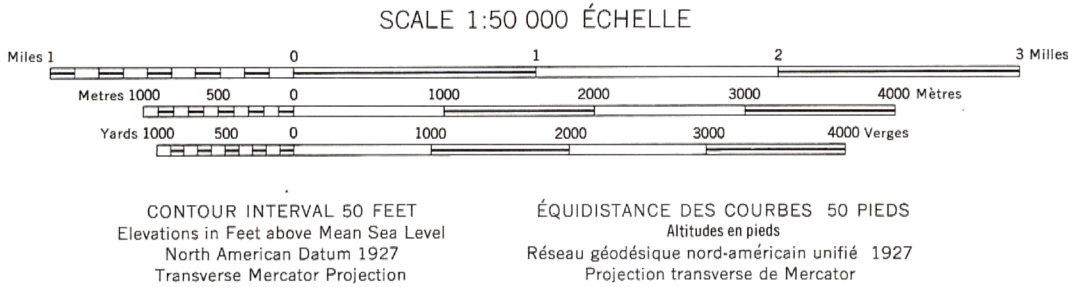 SCALE 1:50 000 ÉCHELLE
Miles 1 0 1 2 3 Milles
Metres 1000 500 0 1000 2000 3000 4000 Mètres
Yards 1000 500 0 1000 2000 3000 4000 Verges
CONTOUR INTERVAL 50 FEET
Elevations in Feet above Mean Sea Level
North American Datum 1927
Transverse Mercator Projection
ÉQUIDISTANCE DES COURBES 50 PIEDS
Altitudes en pieds
Réseau géodésique nord-américain unifié 1927
Projection transverse de Mercator